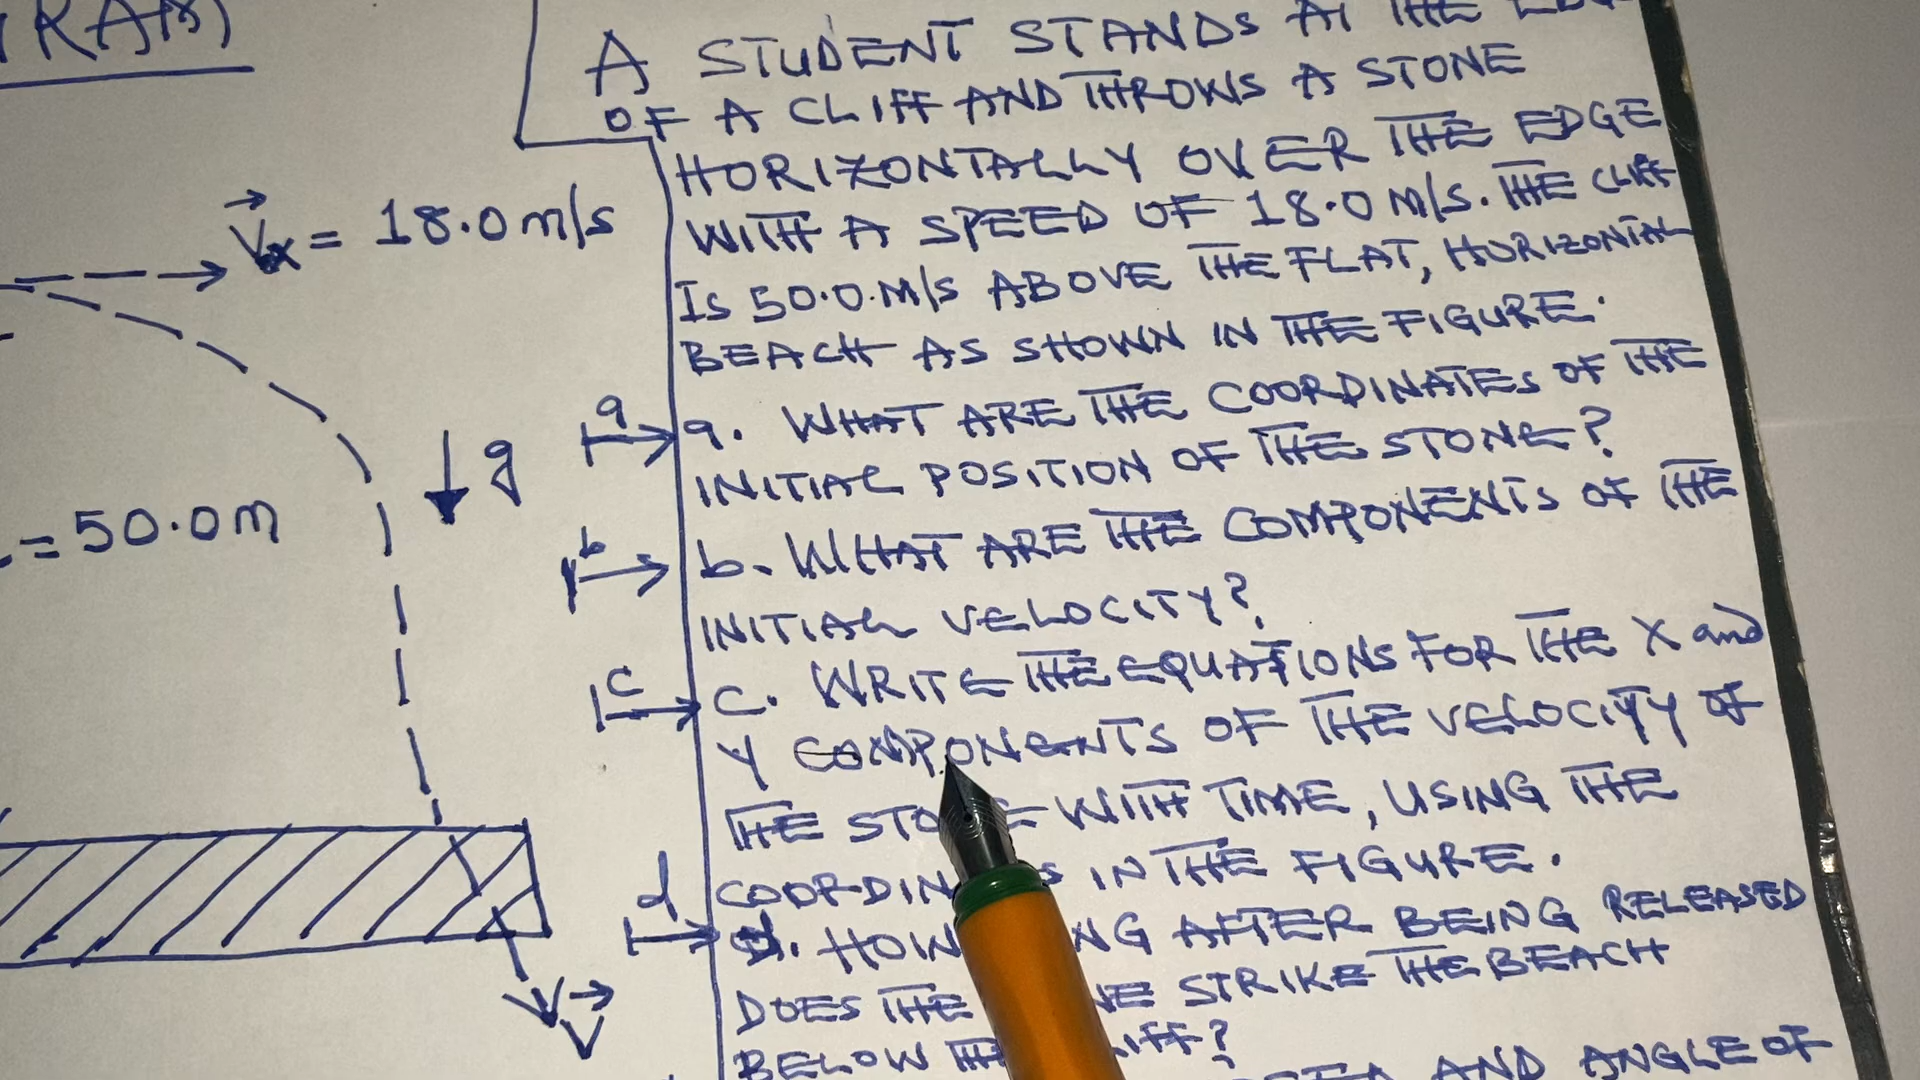 Vx = 18.0 m/s
g
= 50.0m
V
A STUDENT STANDS AT THE
OF A CLIFF AND THROWS A STONE
HORIZONTALLY OVER THE EDGE
WITH A SPEED OF 18.0 M/S. THE CLIFF
IS 50.0.M/S ABOVE THE FLAT, HORIZONTAL
BEACH AS SHOWN IN THE FIGURE.
a
a. WHAT ARE THE COORDINATES OF THE
INITIAL POSITION OF THE STONE?
b
b. WHAT ARE THE COMPONENTS OF THE
INITIAL VELOCITY?
c
C. WRITE THE EQUATIONS FOR THE X and
Y COMPONENTS OF THE VELOCITY OF
THE WITH TIME, USING THE
IN THE FIGURE.
d
d. AFTER BEING RELEASED
DOES THE STRIKE THE BEACH
BELOW
AND ANGLE OF